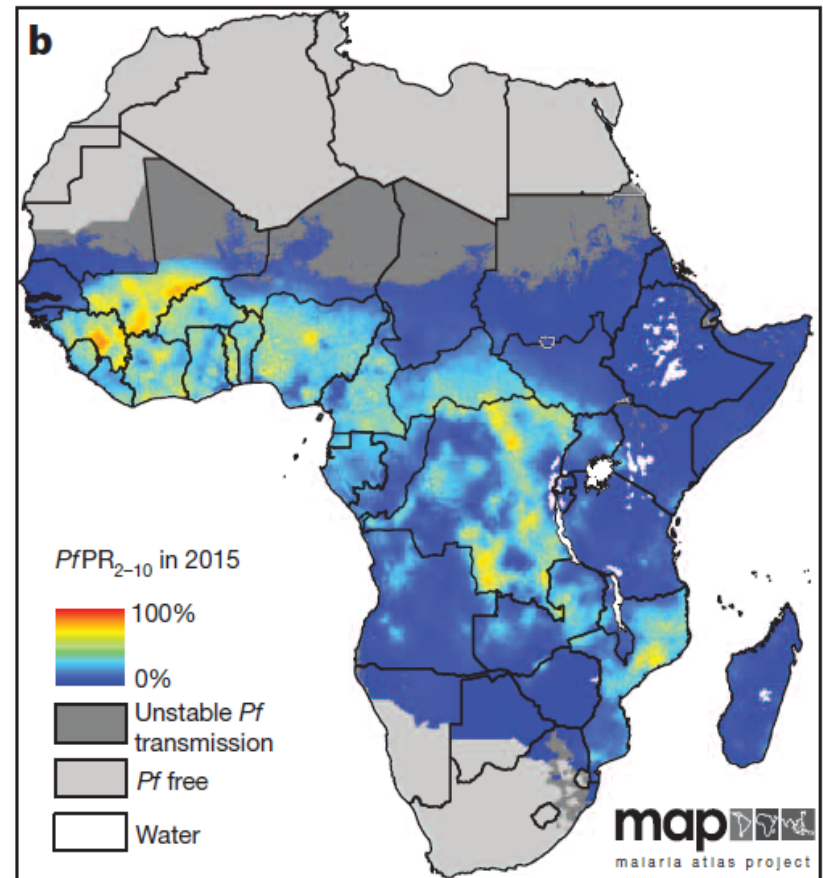 b
PfPR2–10 in 2015
100%
0%
Unstable Pf
transmission
Pf free
Water
map
malaria atlas project